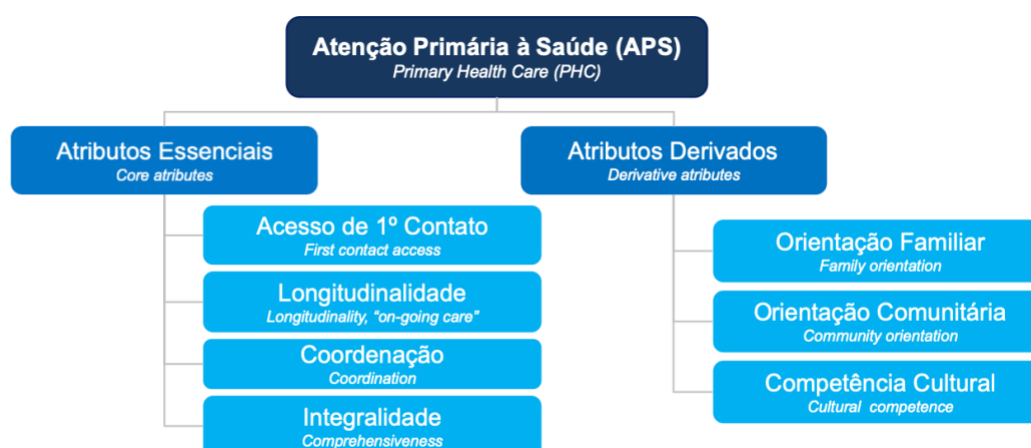 Atenção Primária à Saúde (APS)
Primary Health Care (PHC)
Atributos Essenciais
Core atributes
Acesso de 1º Contato
First contact access
Longitudinalidade
Longitudinality, “on-going care”
Coordenação
Coordination
Integralidade
Comprehensiveness
Atributos Derivados
Derivative atributes
Orientação Familiar
Family orientation
Orientação Comunitária
Community orientation
Competência Cultural
Cultural competence